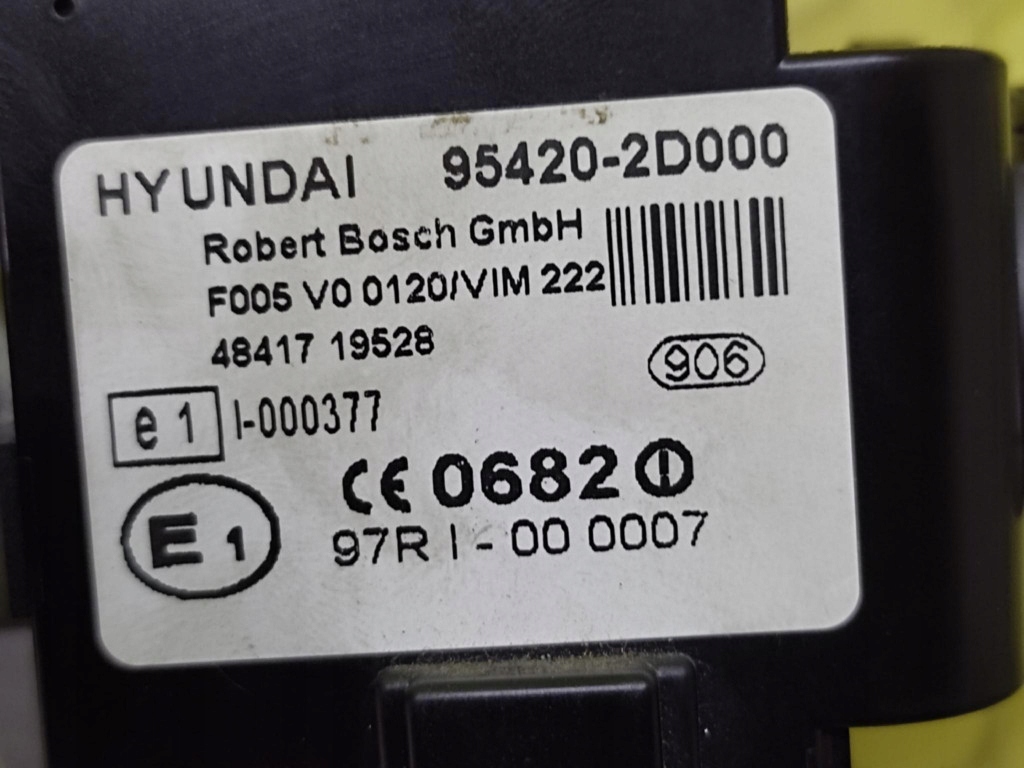 HYUNDAI 95420-2D000
Robert Bosch GmbH
F005 V0 0120/VIM 222
48417 19528
906
e 1 I-000377
CE 0682
E 1 97R I - 00 0007